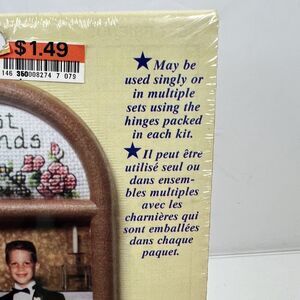 $1.49
146 350008274 7 079
May be
used singly or
in multiple
sets using the
hinges packed
in each kit.
Il peut être
utilisé seul ou
dans ensem-
bles multiples
avec les
charnières qui
sont emballées
dans chaque
paquet.